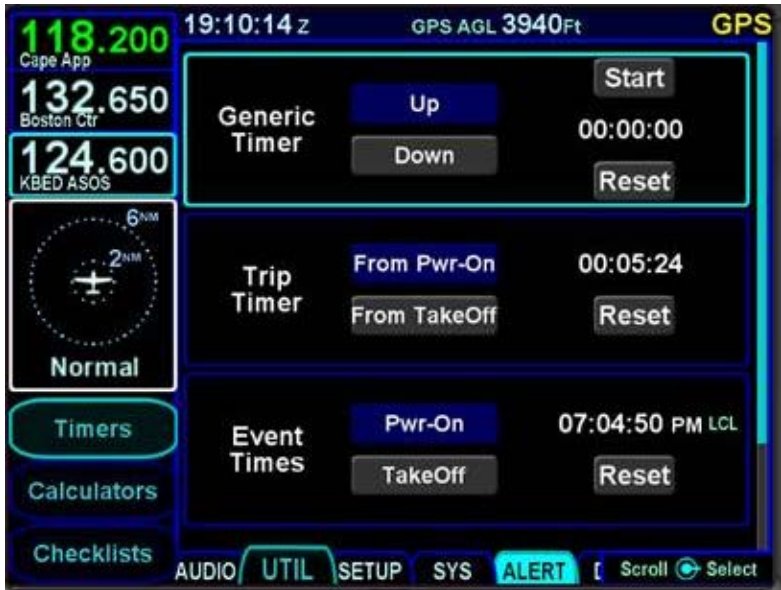 118.200
Cape App
132.650
Boston Ctr
124.600
KBED ASOS
6NM
2NM
Normal
Timers
Calculators
Checklists
19:10:14 Z
GPS AGL 3940Ft
GPS
Generic
Timer
Up
Down
Start
00:00:00
Reset
Trip
Timer
From Pwr-On
From TakeOff
00:05:24
Reset
Event
Times
Pwr-On
TakeOff
07:04:50 PM LCL
Reset
AUDIO UTIL SETUP SYS ALERT Scroll Select